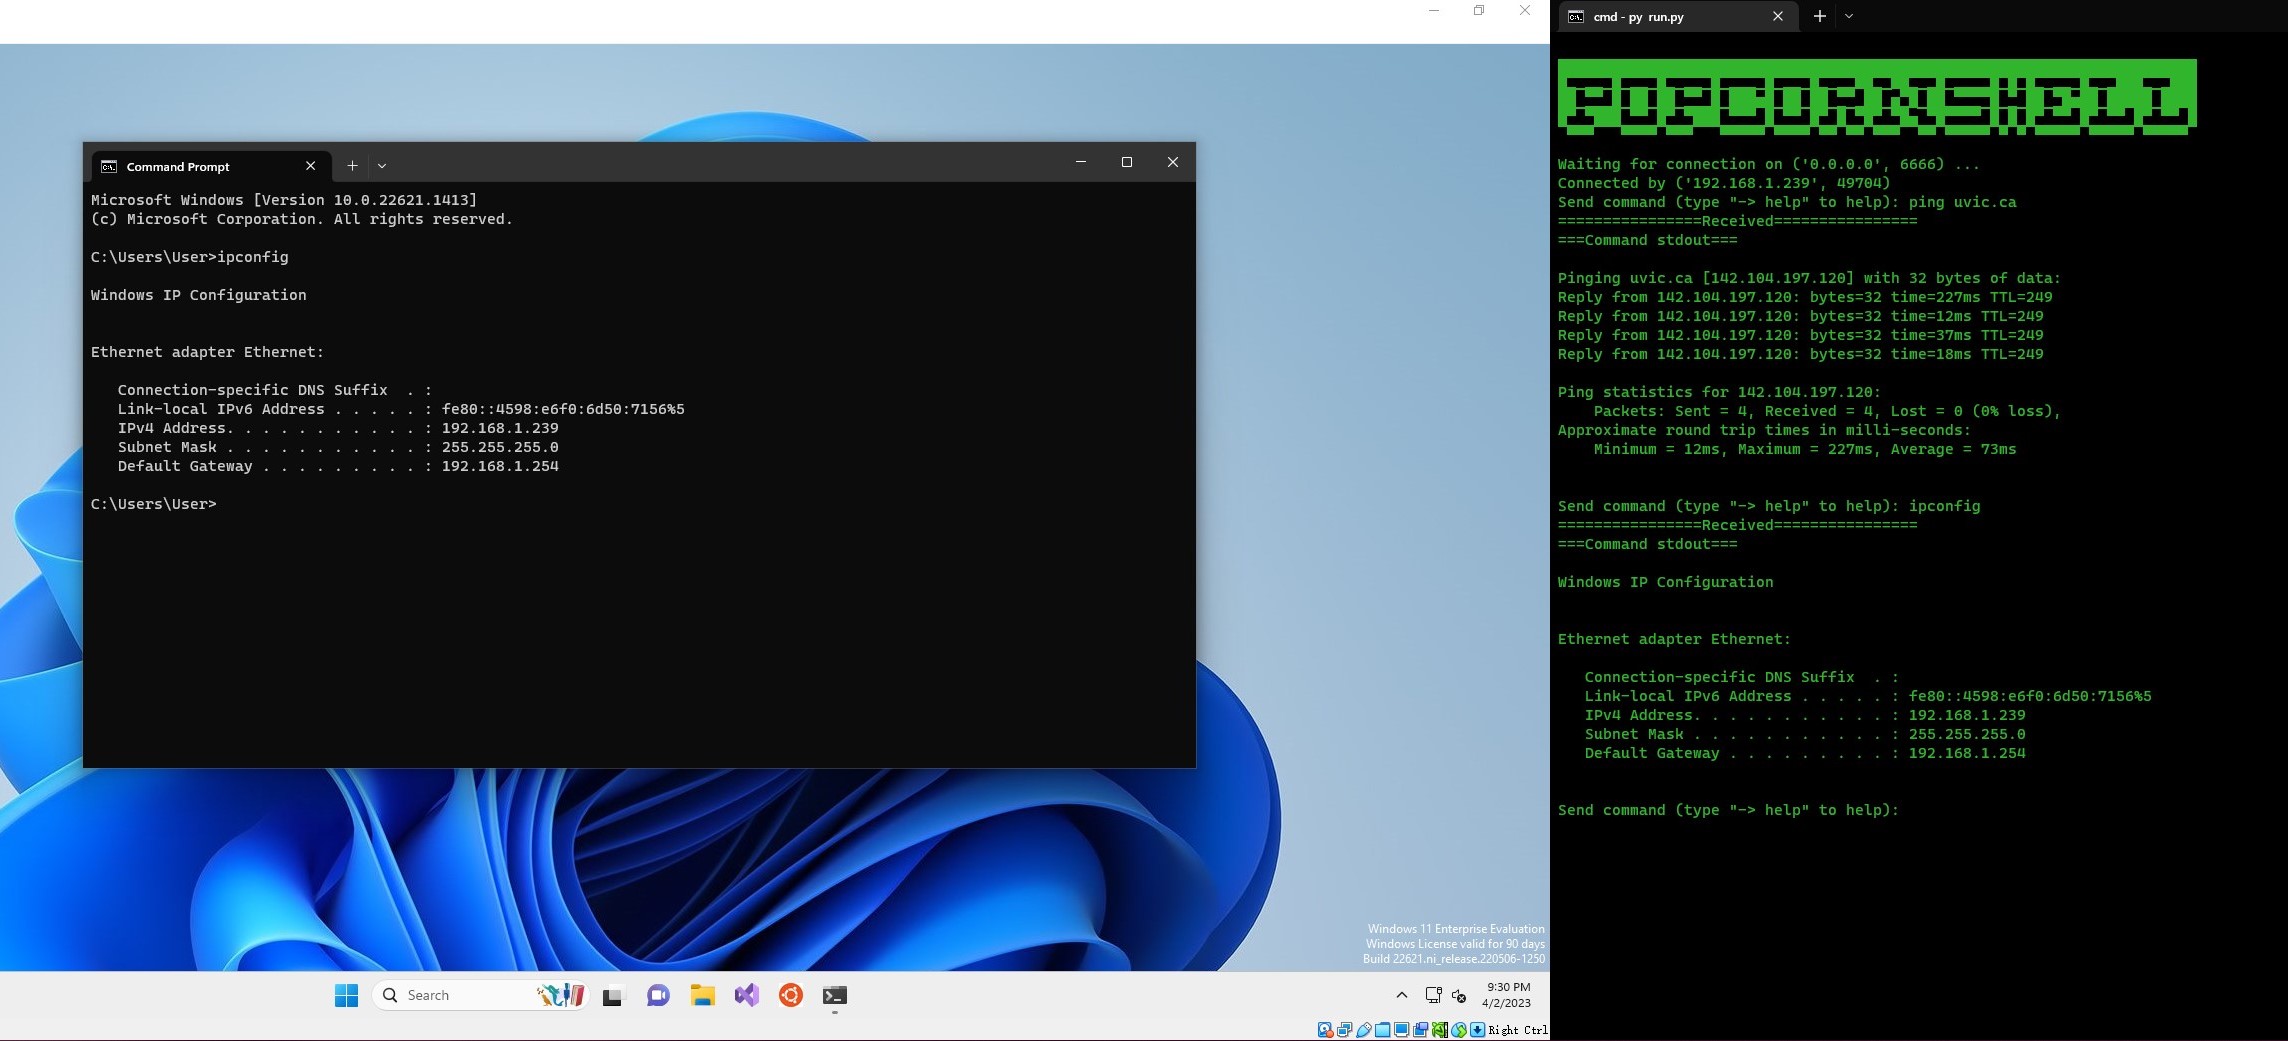 Command Prompt
Microsoft Windows [Version 10.0.22621.1413]
(c) Microsoft Corporation. All rights reserved.
C:\Users\User>ipconfig
Windows IP Configuration
Ethernet adapter Ethernet:
Connection-specific DNS Suffix  . :
Link-local IPv6 Address . . . . . : fe80::4598:e6f0:6d50:7156%5
IPv4 Address. . . . . . . . . . . : 192.168.1.239
Subnet Mask . . . . . . . . . . . : 255.255.255.0
Default Gateway . . . . . . . . . : 192.168.1.254
C:\Users\User>
Windows 11 Enterprise Evaluation
Windows License valid for 90 days
Build 22621.ni_release.220506-1250
Search
9:30 PM
4/2/2023
Right Ctrl
cmd - py run.py
POPCORNSHELL
Waiting for connection on ('0.0.0.0', 6666) ...
Connected by ('192.168.1.239', 49704)
Send command (type "-> help" to help): ping uvic.ca
================Received================
===Command stdout===
Pinging uvic.ca [142.104.197.120] with 32 bytes of data:
Reply from 142.104.197.120: bytes=32 time=227ms TTL=249
Reply from 142.104.197.120: bytes=32 time=12ms TTL=249
Reply from 142.104.197.120: bytes=32 time=37ms TTL=249
Reply from 142.104.197.120: bytes=32 time=18ms TTL=249
Ping statistics for 142.104.197.120:
Packets: Sent = 4, Received = 4, Lost = 0 (0% loss),
Approximate round trip times in milli-seconds:
Minimum = 12ms, Maximum = 227ms, Average = 73ms
Send command (type "-> help" to help): ipconfig
================Received================
===Command stdout===
Windows IP Configuration
Ethernet adapter Ethernet:
Connection-specific DNS Suffix  . :
Link-local IPv6 Address . . . . . : fe80::4598:e6f0:6d50:7156%5
IPv4 Address. . . . . . . . . . . : 192.168.1.239
Subnet Mask . . . . . . . . . . . : 255.255.255.0
Default Gateway . . . . . . . . . : 192.168.1.254
Send command (type "-> help" to help):